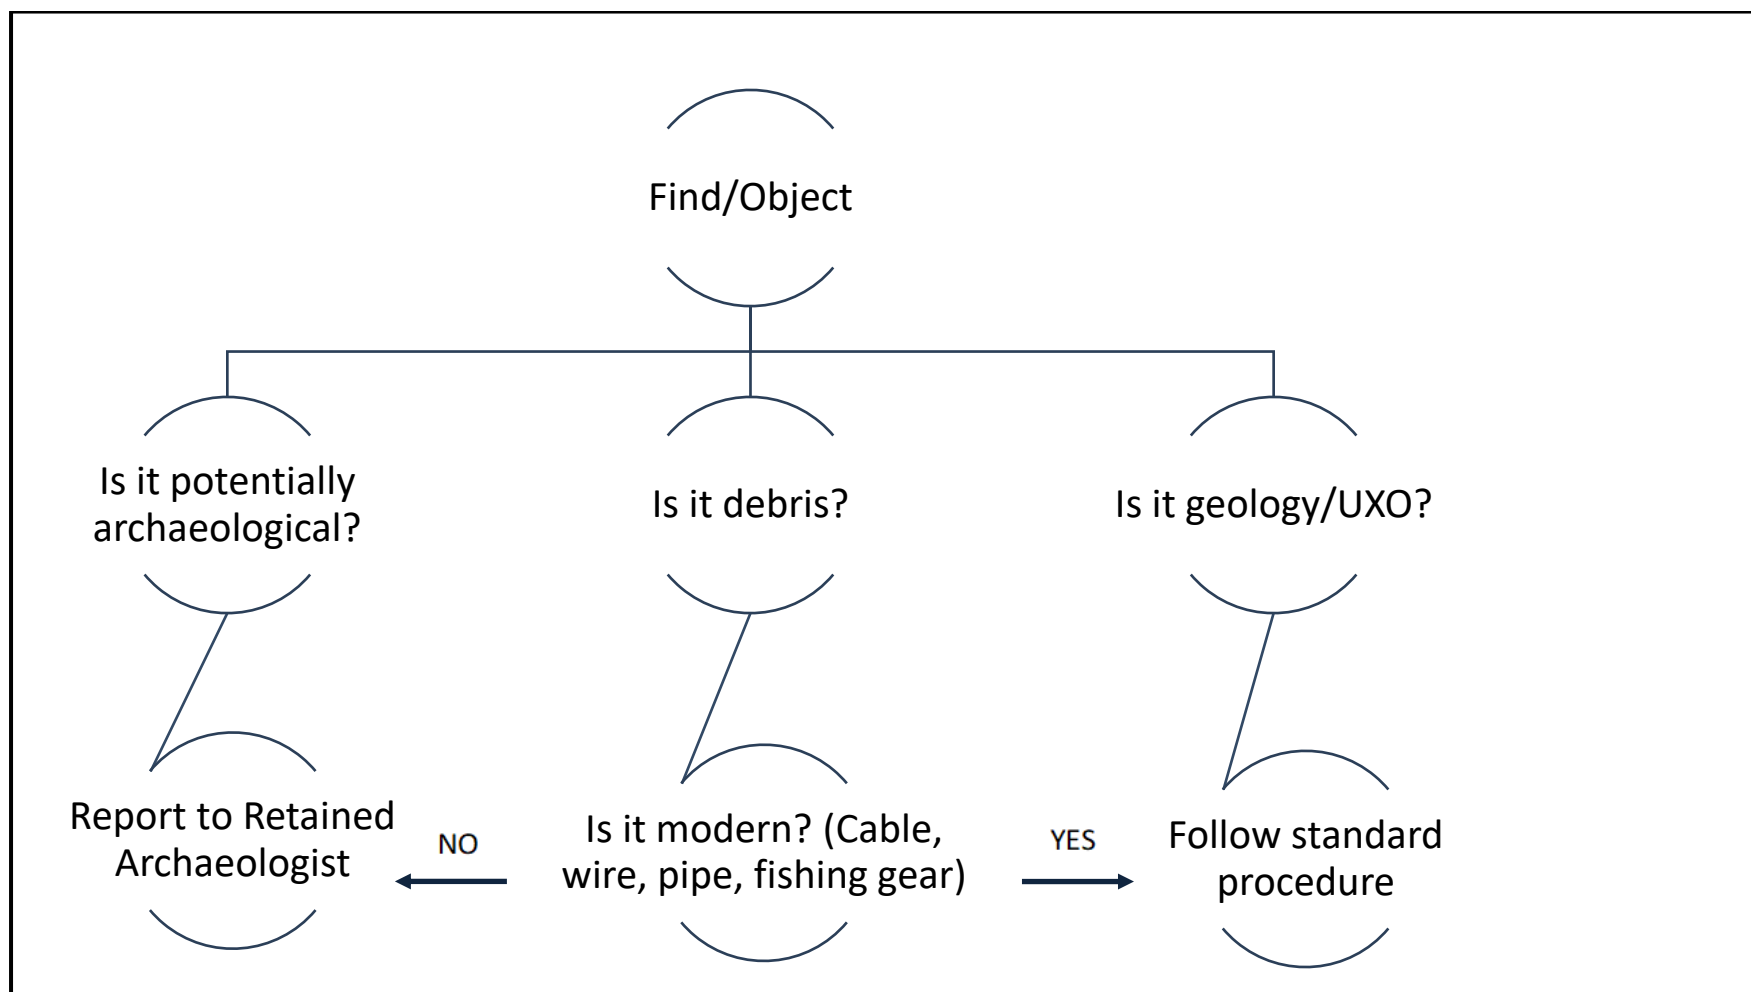 Find/Object
Is it potentially
archaeological?
Is it debris?
Is it geology/UXO?
Report to Retained
Archaeologist
NO
Is it modern? (Cable,
wire, pipe, fishing gear)
YES
Follow standard
procedure